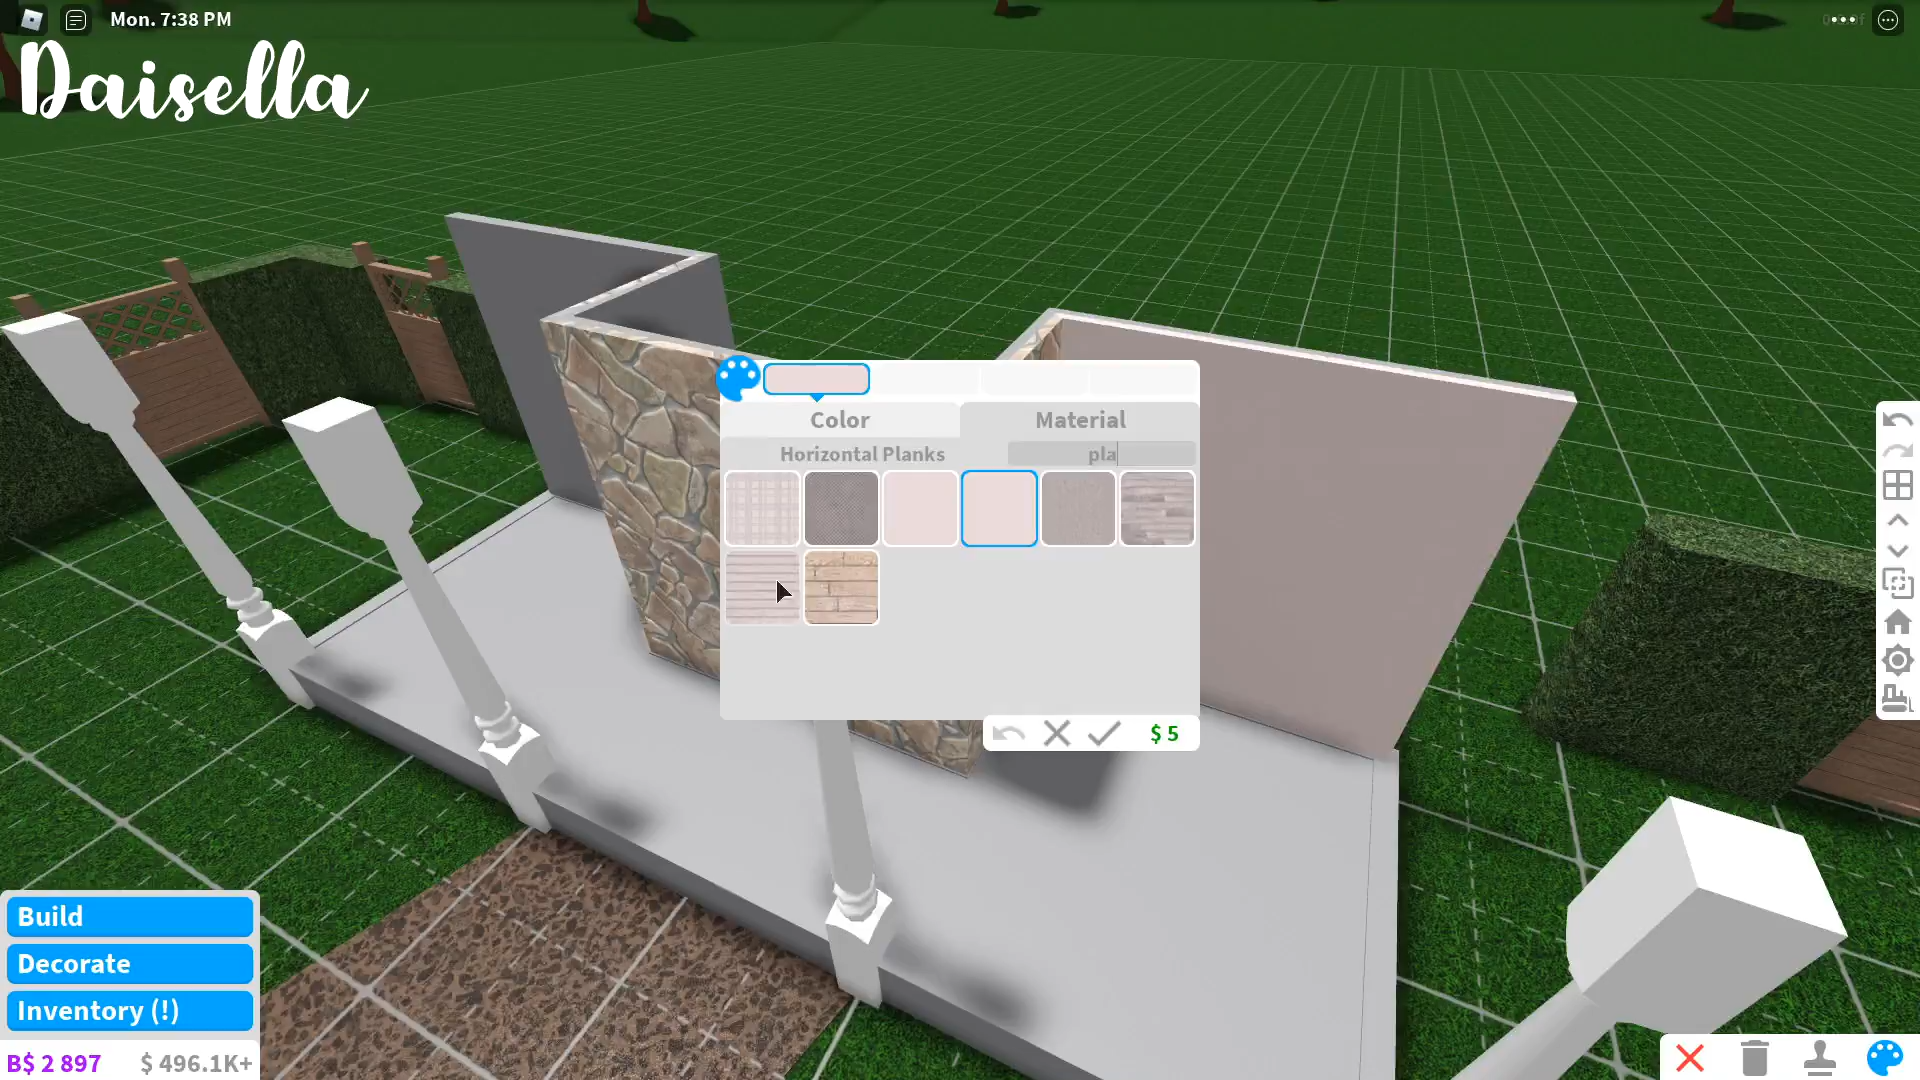 Mon. 7:38 PM
Daisella
Color
Material
Horizontal Planks
pla
$ 5
Build
Decorate
Inventory (!)
B$ 2 897
$ 496.1K+